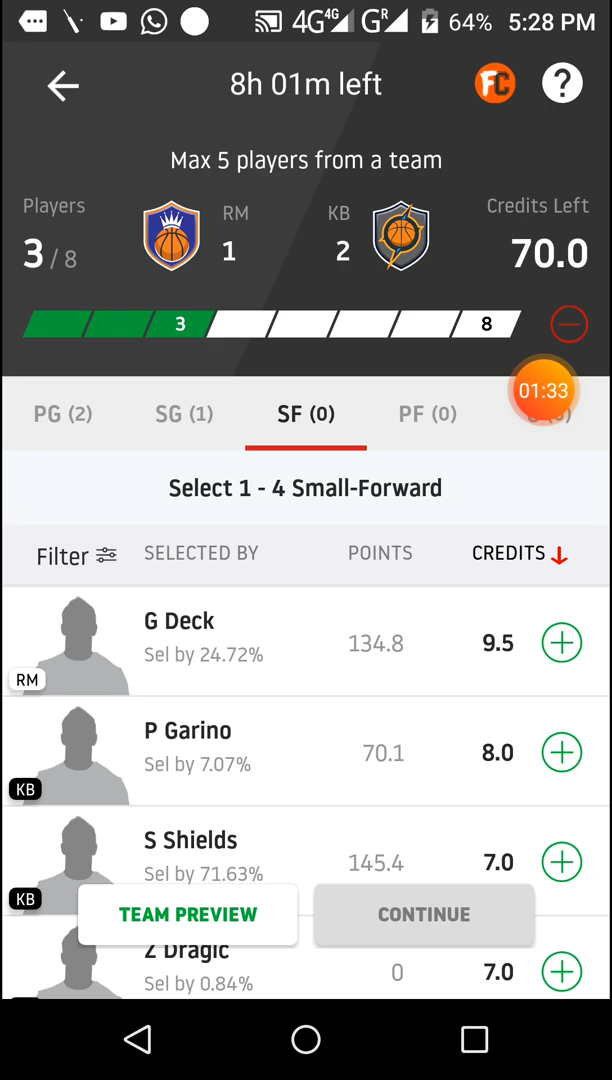 4G 4G R G 64% 5:28 PM
8h 01m left FC ?
Max 5 players from a team
Players RM KB Credits Left
3 / 8 1 2 70.0
3 8
01:33
PG (2) SG (1) SF (0) PF (0)
Select 1 - 4 Small-Forward
Filter SELECTED BY POINTS CREDITS
G Deck
Sel by 24.72% 134.8 9.5
RM
P Garino
Sel by 7.07% 70.1 8.0
KB
S Shields
Sel by 71.63% 145.4 7.0
KB
TEAM PREVIEW CONTINUE
Z Dragic
Sel by 0.84% 0 7.0